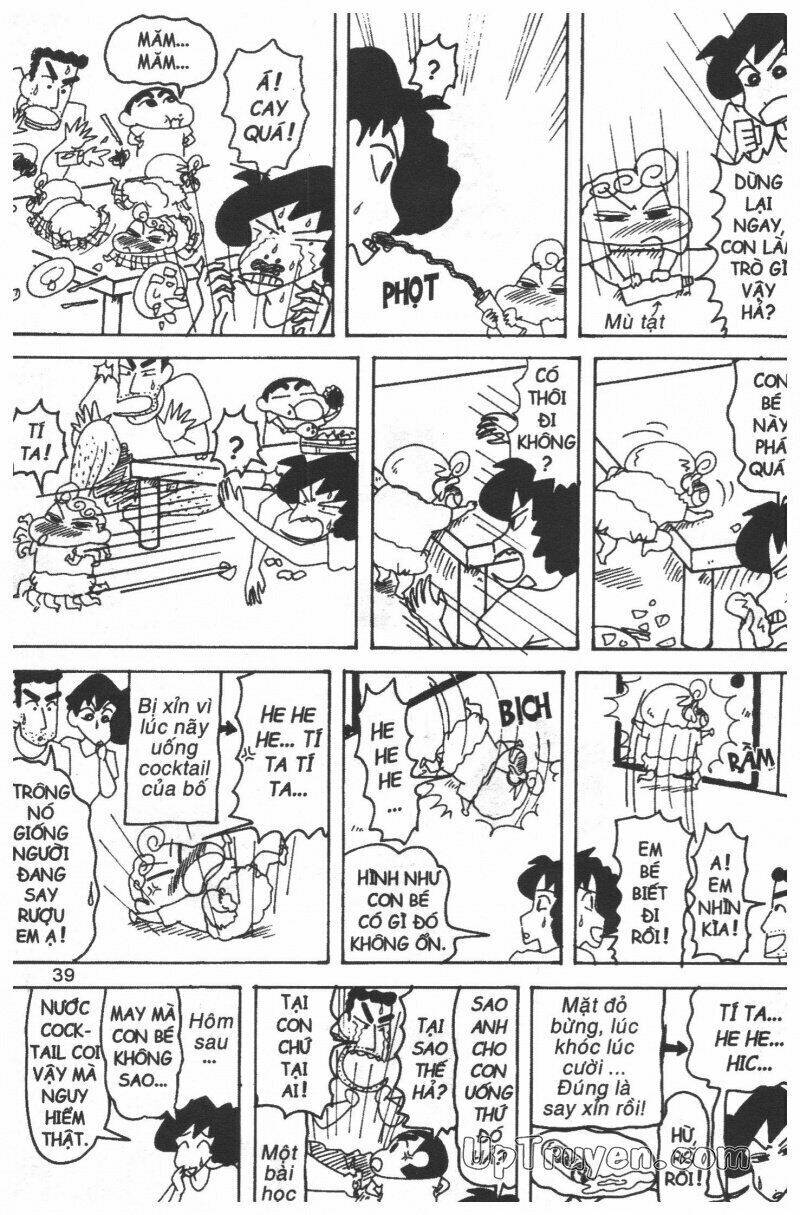 DỪNG
LẠI
NGAY,
CON LÀM
TRÒ GÌ
VẬY
HẢ?
Mù tạt
?
PHỌT
Á!
CAY
QUÁ!
MĂM...
MĂM...
CON
BÉ
NÀY
PHÁ
QUÁ
CÓ
THÔI
ĐI
KHÔNG
?
?
TÍ
TA!
RẦM
A!
EM
NHÌN
KÌA!
EM
BÉ
BIẾT
ĐI
RỒI!
BỊCH
HE
HE
HE
...
HÌNH NHƯ
CON BÉ
CÓ GÌ ĐÓ
KHÔNG ỔN.
HE HE
HE... TÍ
TA TÍ
TA...
Bị xỉn vì
lúc nãy
uống
cocktail
của bố
TRÔNG
NÓ
GIỐNG
NGƯỜI
ĐANG
SAY
RƯỢU
EM Ạ!
39
TÍ TA...
HE HE...
HIC...
Mặt đỏ
bừng, lúc
khóc lúc
cười ...
Đúng là
say xỉn rồi!
HỪ,
RỒI!
SAO
ANH
CHO
CON
UỐNG
THỨ
ĐÓ
HẢ?
TẠI
SAO
THẾ
HẢ?
TẠI
CON
CHỨ
TẠI
AI!
Một
bài
học
Hôm
sau
...
MAY MÀ
CON BÉ
KHÔNG
SAO...
NƯỚC
COCK-
TAIL COI
VẬY MÀ
NGUY
HIỂM
THẬT.
UpTruyen.com